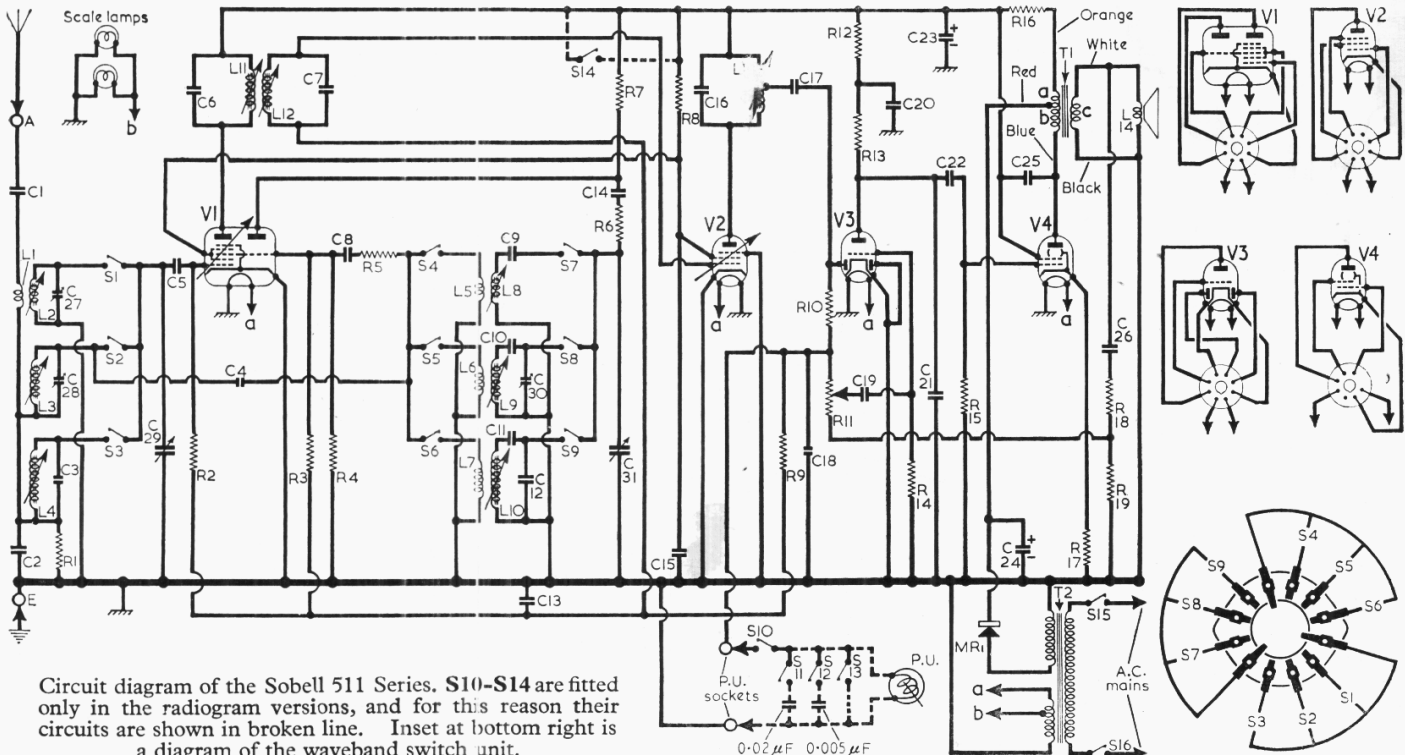 Scale lamps
b
A
C1
L1
L2
C27
S1
C5
L3
C28
S2
C4
L4
C3
S3
C29
C2
R1
R2
E
C6
L11
L12
C7
V1
a
R3
R4
C8
R5
S4
S5
S6
L5
L6
L7
C9
L8
S7
C10
L9
C30
S8
C11
L10
C12
S9
S14
R7
C14
R6
C31
R8
C15
C13
C16
C17
V2
a
R12
C20
R13
V3
a
R10
R11
C19
R9
C18
R14
C21
C22
R15
C23
R16
Orange
White
T1
Red
a
b
c
Blue
Black
L14
C25
V4
a
R17
C26
R18
R19
C24
MR1
T2
S15
S16
A.C.
mains
a
b
P.U.
sockets
S10
S11
S12
S13
P.U.
0·02μF
0·005μF
V1
V2
V3
V4
S4
S5
S6
S9
S8
S7
S3
S2
S1
Circuit diagram of the Sobell 511 Series. S10-S14 are fitted
only in the radiogram versions, and for this reason their
circuits are shown in broken line. Inset at bottom right is
a diagram of the waveband switch unit.